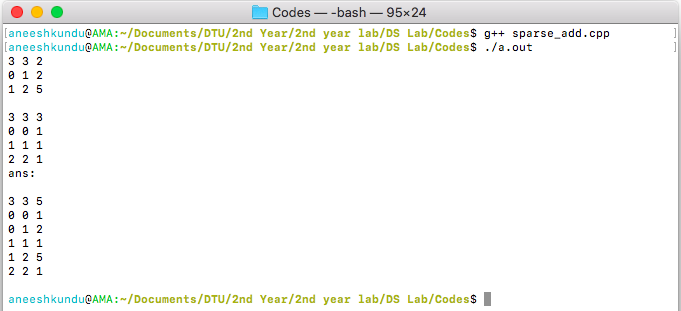 Codes — -bash — 95×24
[aneeshkundu@AMA:~/Documents/DTU/2nd Year/2nd year lab/DS Lab/Codes$ g++ sparse_add.cpp ]
[aneeshkundu@AMA:~/Documents/DTU/2nd Year/2nd year lab/DS Lab/Codes$ ./a.out ]
3 3 2
0 1 2
1 2 5

3 3 3
0 0 1
1 1 1
2 2 1
ans:

3 3 5
0 0 1
0 1 2
1 1 1
1 2 5
2 2 1

aneeshkundu@AMA:~/Documents/DTU/2nd Year/2nd year lab/DS Lab/Codes$